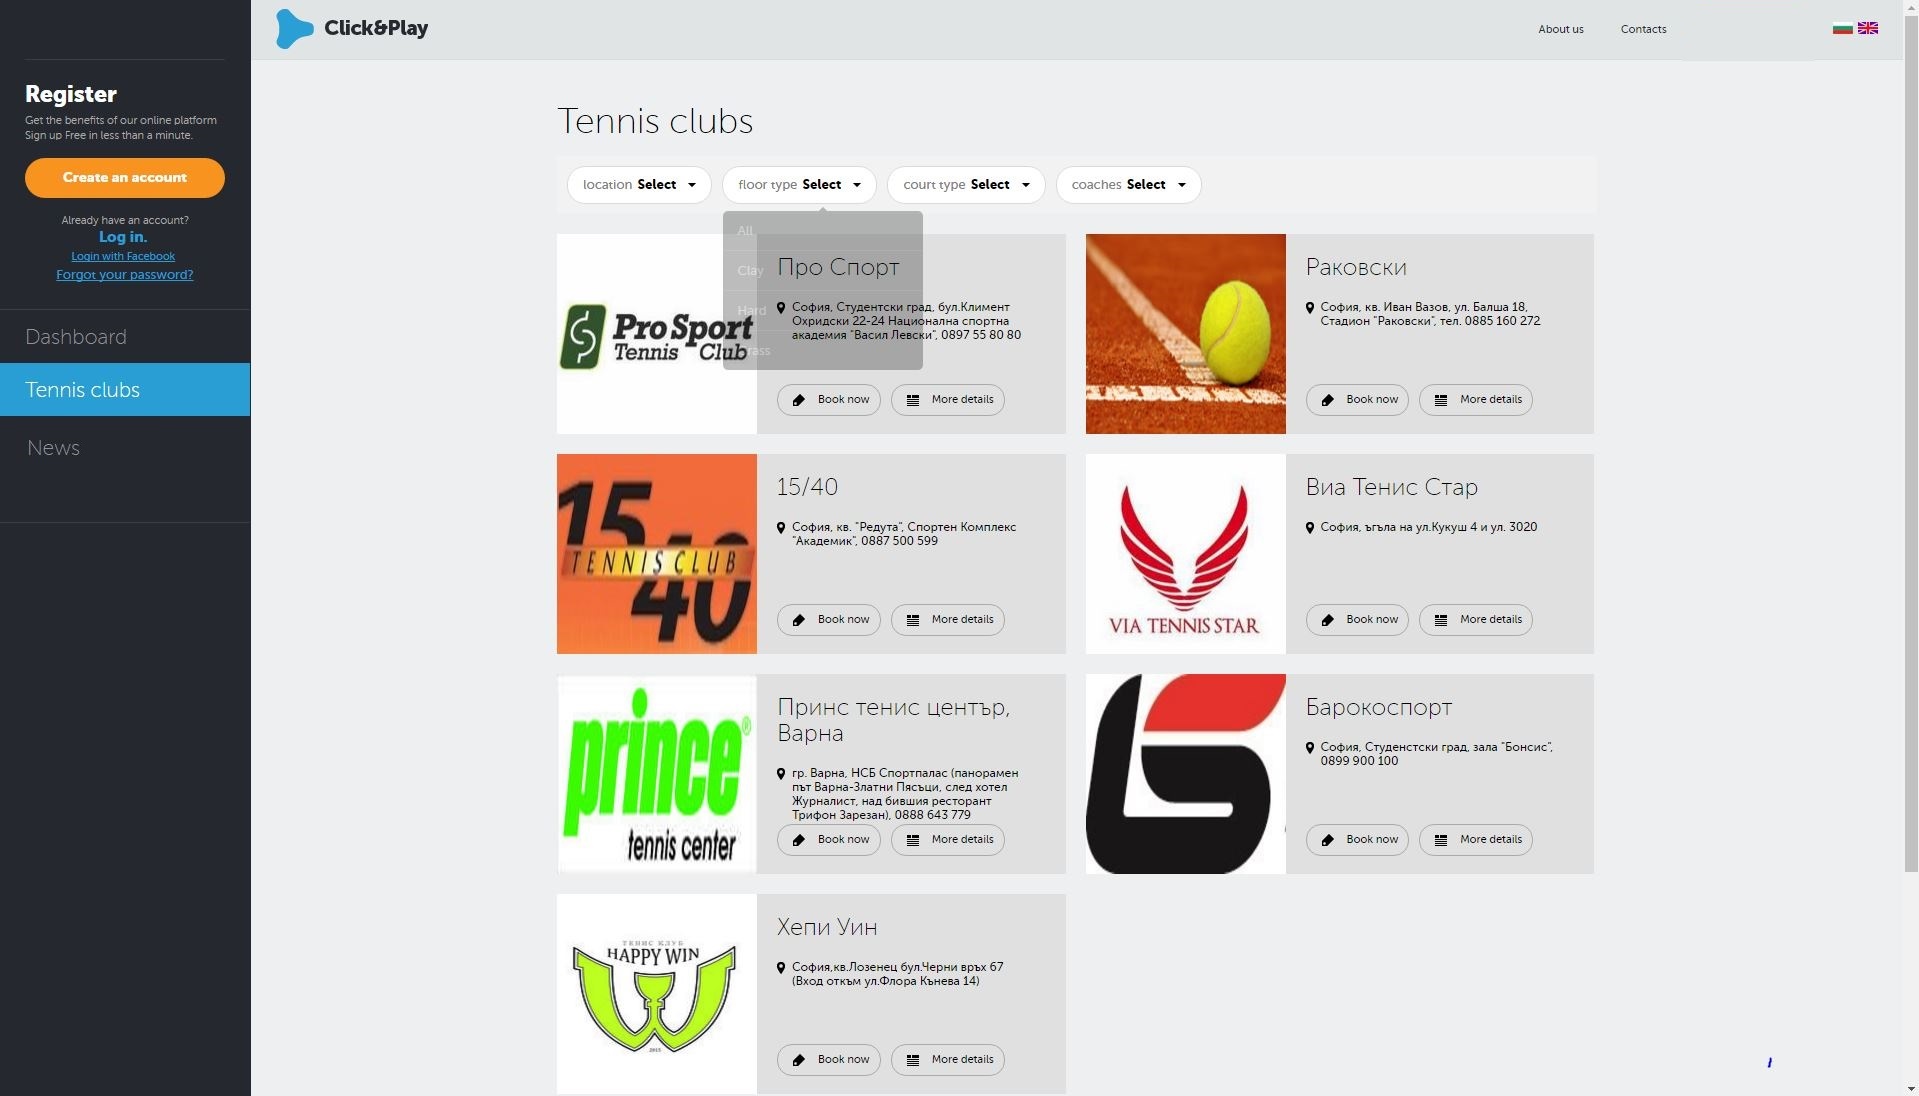 Click&Play
About us
Contacts
Register
Get the benefits of our online platform
Sign up Free in less than a minute.
Create an account
Already have an account?
Log in.
Login with Facebook
Forgot your password?
Dashboard
Tennis clubs
News
Tennis clubs
location Select
floor type Select
court type Select
coaches Select
All
Clay
Hard
Grass
Pro Sport
Tennis Club
Про Спорт
София, Студентски град, бул.Климент
Охридски 22-24 Национална спортна
академия "Васил Левски", 0897 55 80 80
Book now
More details
Раковски
София, кв. Иван Вазов, ул. Балша 18,
Стадион "Раковски", тел. 0885 160 272
Book now
More details
15
TENNIS CLUB
40
15/40
София, кв. "Редута", Спортен Комплекс
"Академик", 0887 500 599
Book now
More details
VIA TENNIS STAR
Виа Тенис Стар
София, ъгъла на ул.Кукуш 4 и ул. 3020
Book now
More details
prince®
tennis center
Принс тенис център,
Варна
гр. Варна, НСБ Спортпалас (панорамен
път Варна-Златни Пясъци, след хотел
Журналист, над бившия ресторант
Трифон Зарезан), 0888 643 779
Book now
More details
Барокоспорт
София, Студенстски град, зала "Бонсис",
0899 900 100
Book now
More details
ТЕНИС КЛУБ
HAPPY WIN
2015
Хепи Уин
София,кв.Лозенец бул.Черни връх 67
(Вход откъм ул.Флора Кънева 14)
Book now
More details